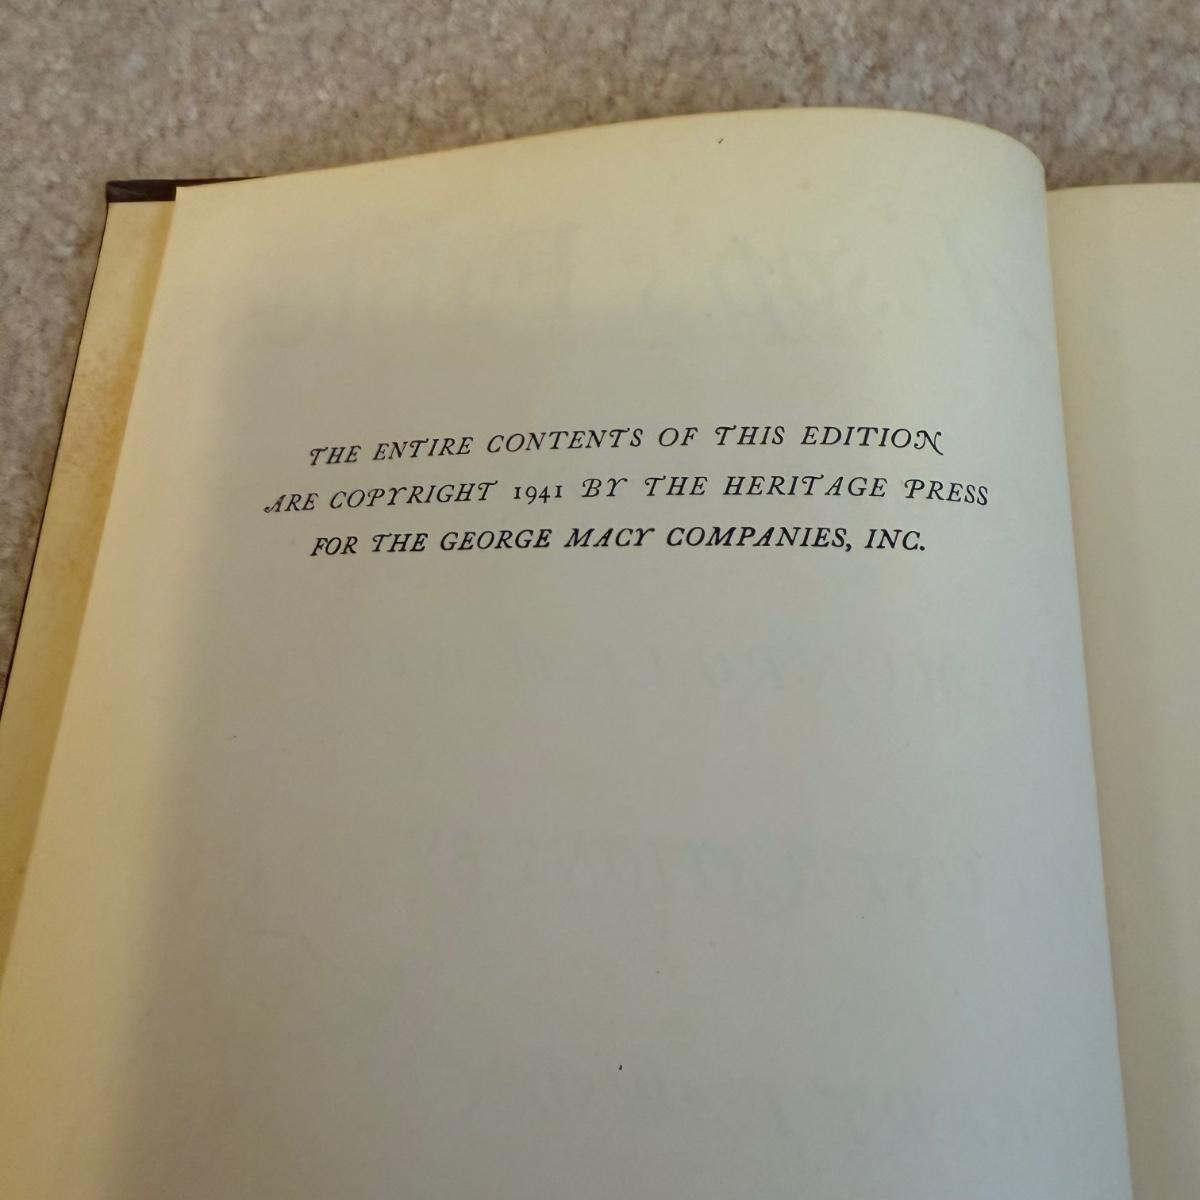 THE ENTIRE CONTENTS OF THIS EDITION
ARE COPYRIGHT 1941 BY THE HERITAGE PRESS
FOR THE GEORGE MACY COMPANIES, INC.